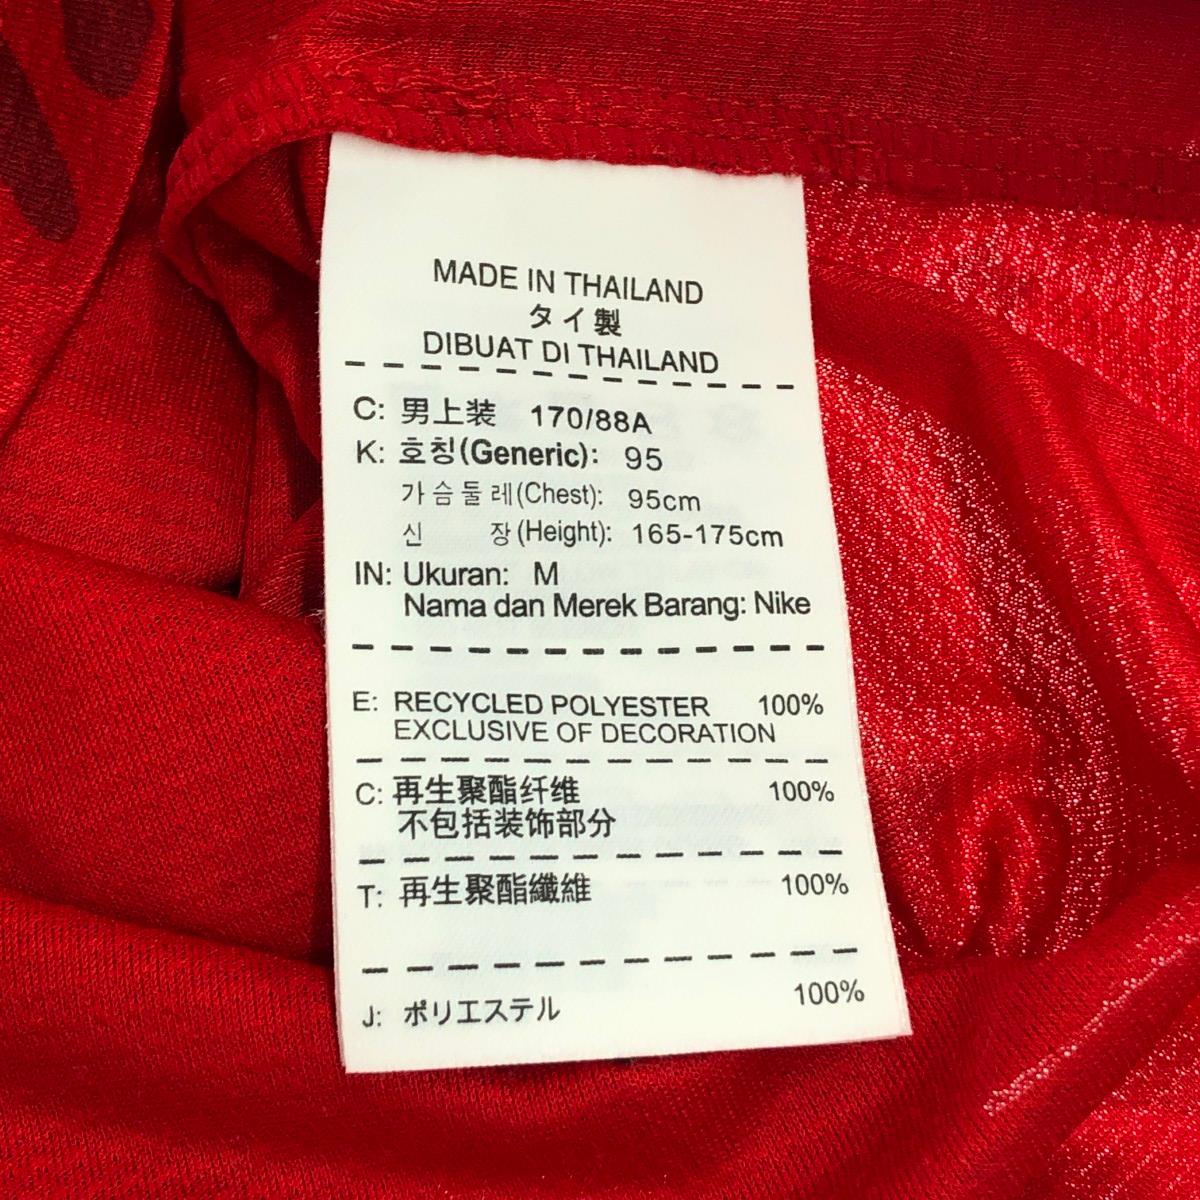 MADE IN THAILAND
タイ製
DIBUAT DI THAILAND
C: 男上装 170/88A
K: 호칭(Generic): 95
가슴둘레(Chest): 95cm
신 장(Height): 165-175cm
IN: Ukuran: M
Nama dan Merek Barang: Nike
E: RECYCLED POLYESTER 100%
EXCLUSIVE OF DECORATION
C: 再生聚酯纤维 100%
不包括装饰部分
T: 再生聚酯纖維 100%
J: ポリエステル 100%